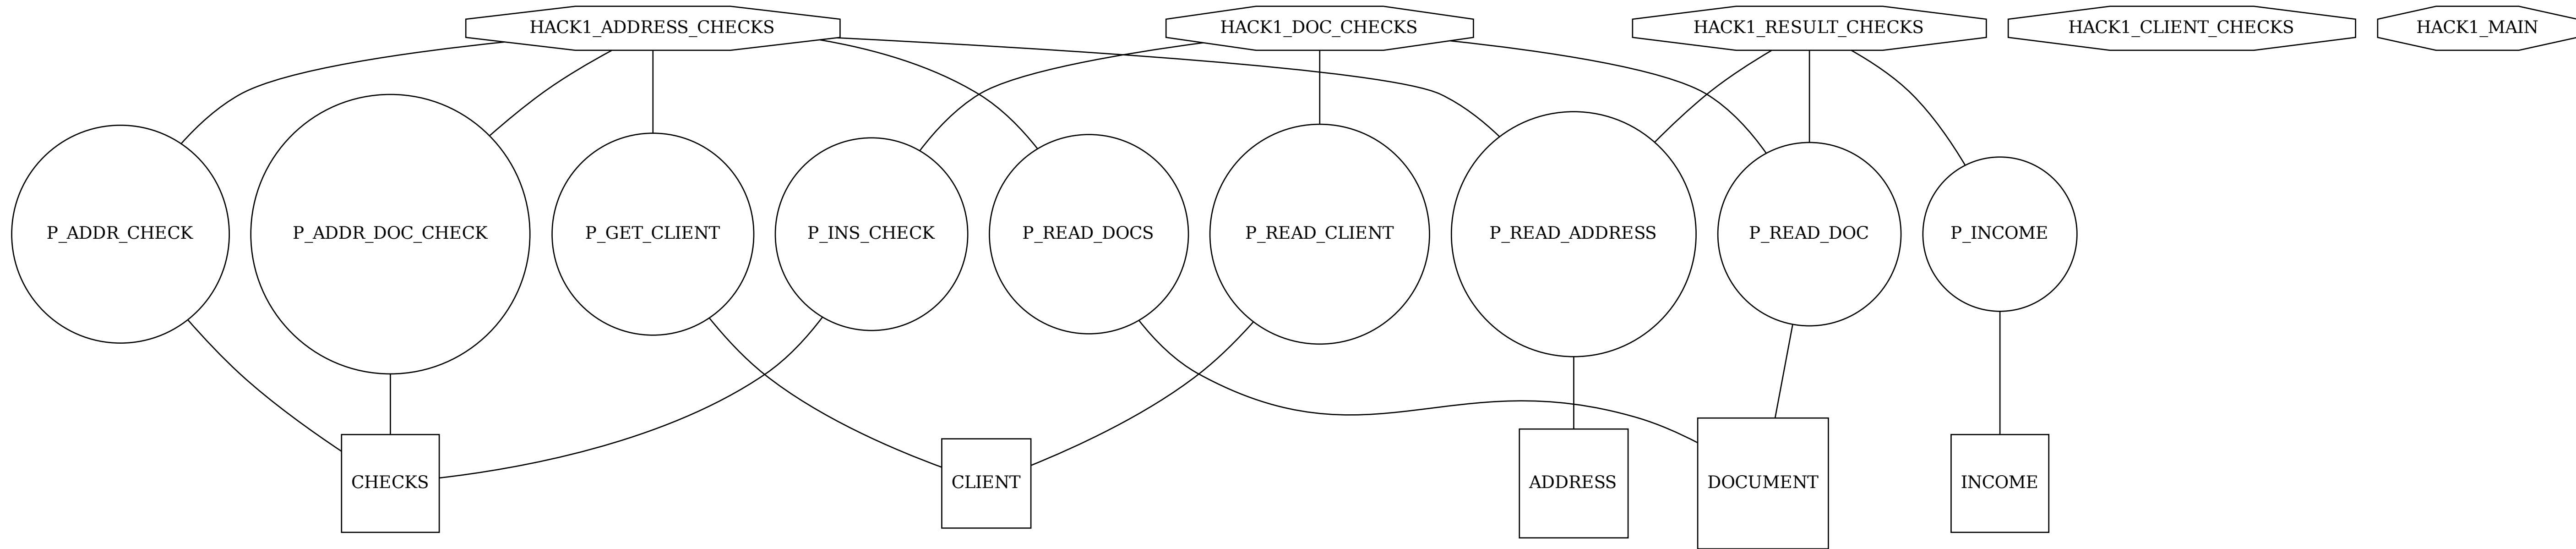 HACK1_ADDRESS_CHECKS
HACK1_DOC_CHECKS
HACK1_RESULT_CHECKS
HACK1_CLIENT_CHECKS
HACK1_MAIN
P_ADDR_CHECK
P_ADDR_DOC_CHECK
P_GET_CLIENT
P_INS_CHECK
P_READ_DOCS
P_READ_CLIENT
P_READ_ADDRESS
P_READ_DOC
P_INCOME
CHECKS
CLIENT
ADDRESS
DOCUMENT
INCOME